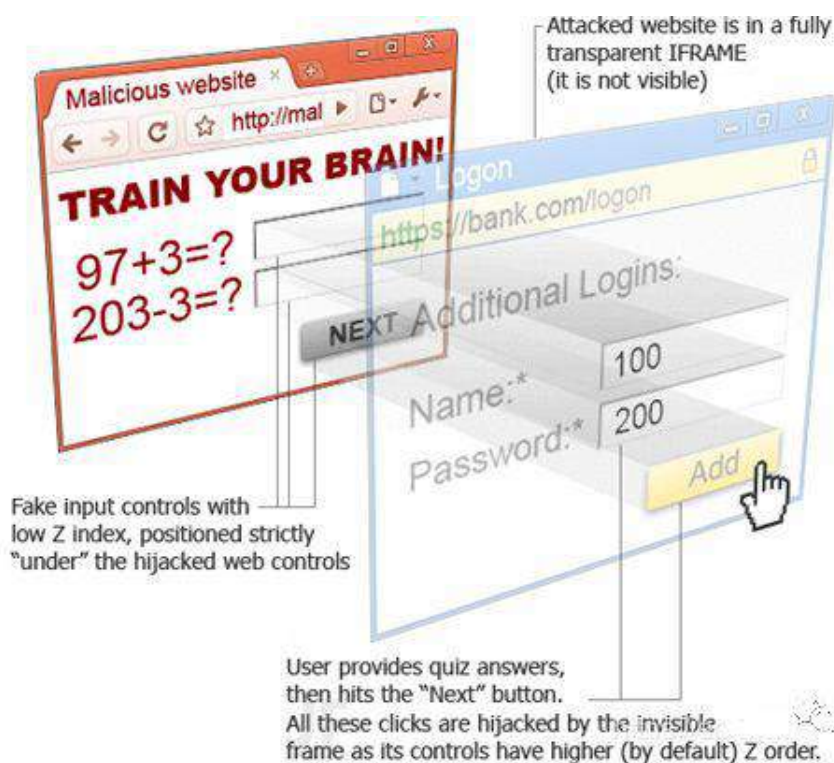 Attacked website is in a fully
transparent IFRAME
(it is not visible)
Malicious website ×
http://mal
TRAIN YOUR BRAIN!
97+3=?
203-3=?
NEXT
Logon
https://bank.com/logon
Additional Logins:
Name:*
100
Password:*
200
Add
Fake input controls with
low Z index, positioned strictly
“under” the hijacked web controls
User provides quiz answers,
then hits the “Next” button.
All these clicks are hijacked by the invisible
frame as its controls have higher (by default) Z order.